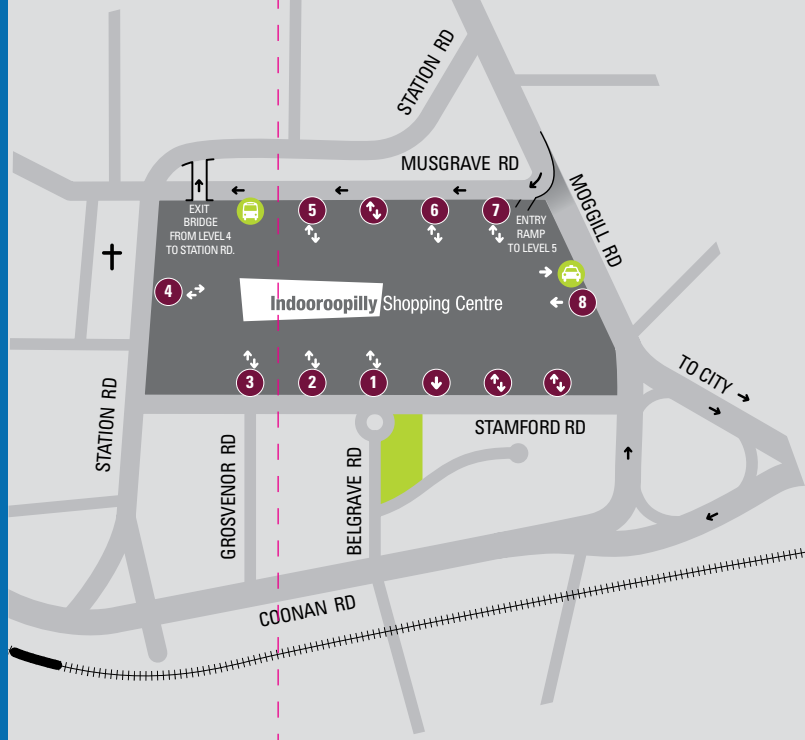 STATION RD
MUSGRAVE RD
MOGGILL RD
EXIT
BRIDGE
FROM LEVEL 4
TO STATION RD.
5
6
7
ENTRY
RAMP
TO LEVEL 5
4
Indooroopilly Shopping Centre
8
3
2
1
TO CITY
STATION RD
GROSVENOR RD
BELGRAVE RD
STAMFORD RD
COONAN RD